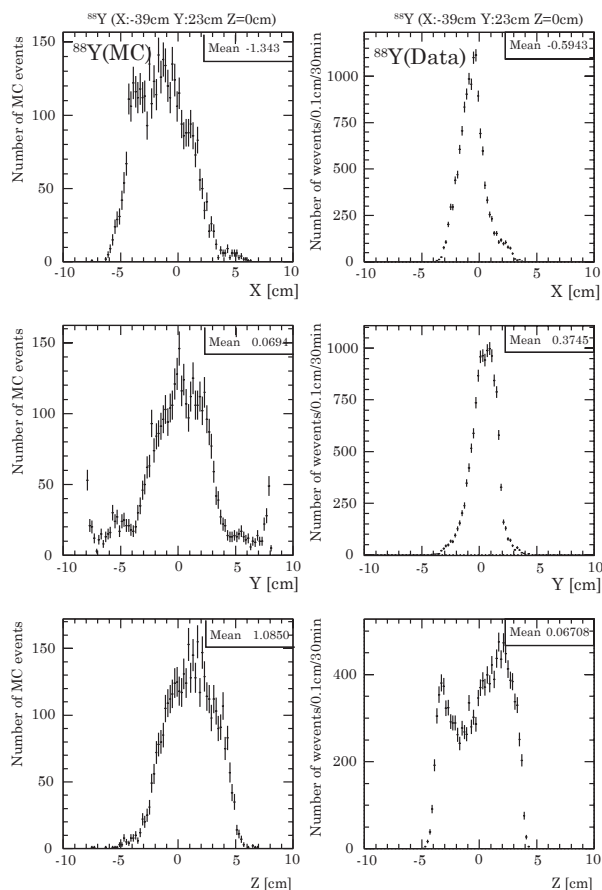 ⁸⁸Y (X:-39cm Y:23cm Z=0cm)
⁸⁸Y(MC)
Mean -1.343
Number of MC events
150
100
50
0
-10 -5 0 5 10
X [cm]
⁸⁸Y (X:-39cm Y:23cm Z=0cm)
⁸⁸Y(Data)
Mean -0.5943
Number of wevents/0.1cm/30min
1000
750
500
250
0
-10 -5 0 5 10
X [cm]
Mean 0.0694
Number of MC events
150
100
50
0
-10 -5 0 5 10
Y [cm]
Mean 0.3745
Number of wevents/0.1cm/30min
1000
750
500
250
0
-10 -5 0 5 10
Y [cm]
Mean 1.0850
Number of MC events
150
100
50
0
-10 -5 0 5 10
Z [cm]
Mean 0.06708
Number of wevents/0.1cm/30min
400
200
0
-10 -5 0 5 10
Z [cm]